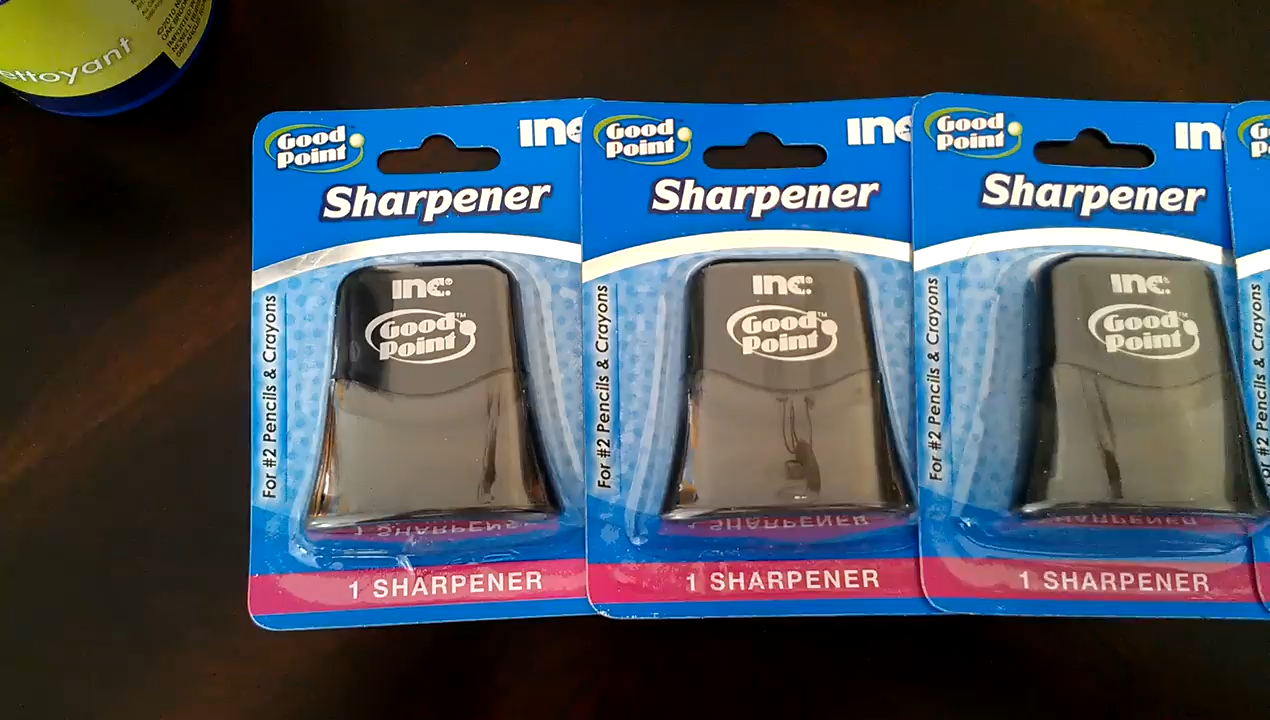 ettoyant
Good
Point
INC
Sharpener
INC
Good
Point
For #2 Pencils & Crayons
1 SHARPENER
Good
Point
INC
Sharpener
INC
Good
Point
For #2 Pencils & Crayons
1 SHARPENER
Good
Point
IN
Sharpener
INC
Good
Point
For #2 Pencils & Crayons
1 SHARPENER